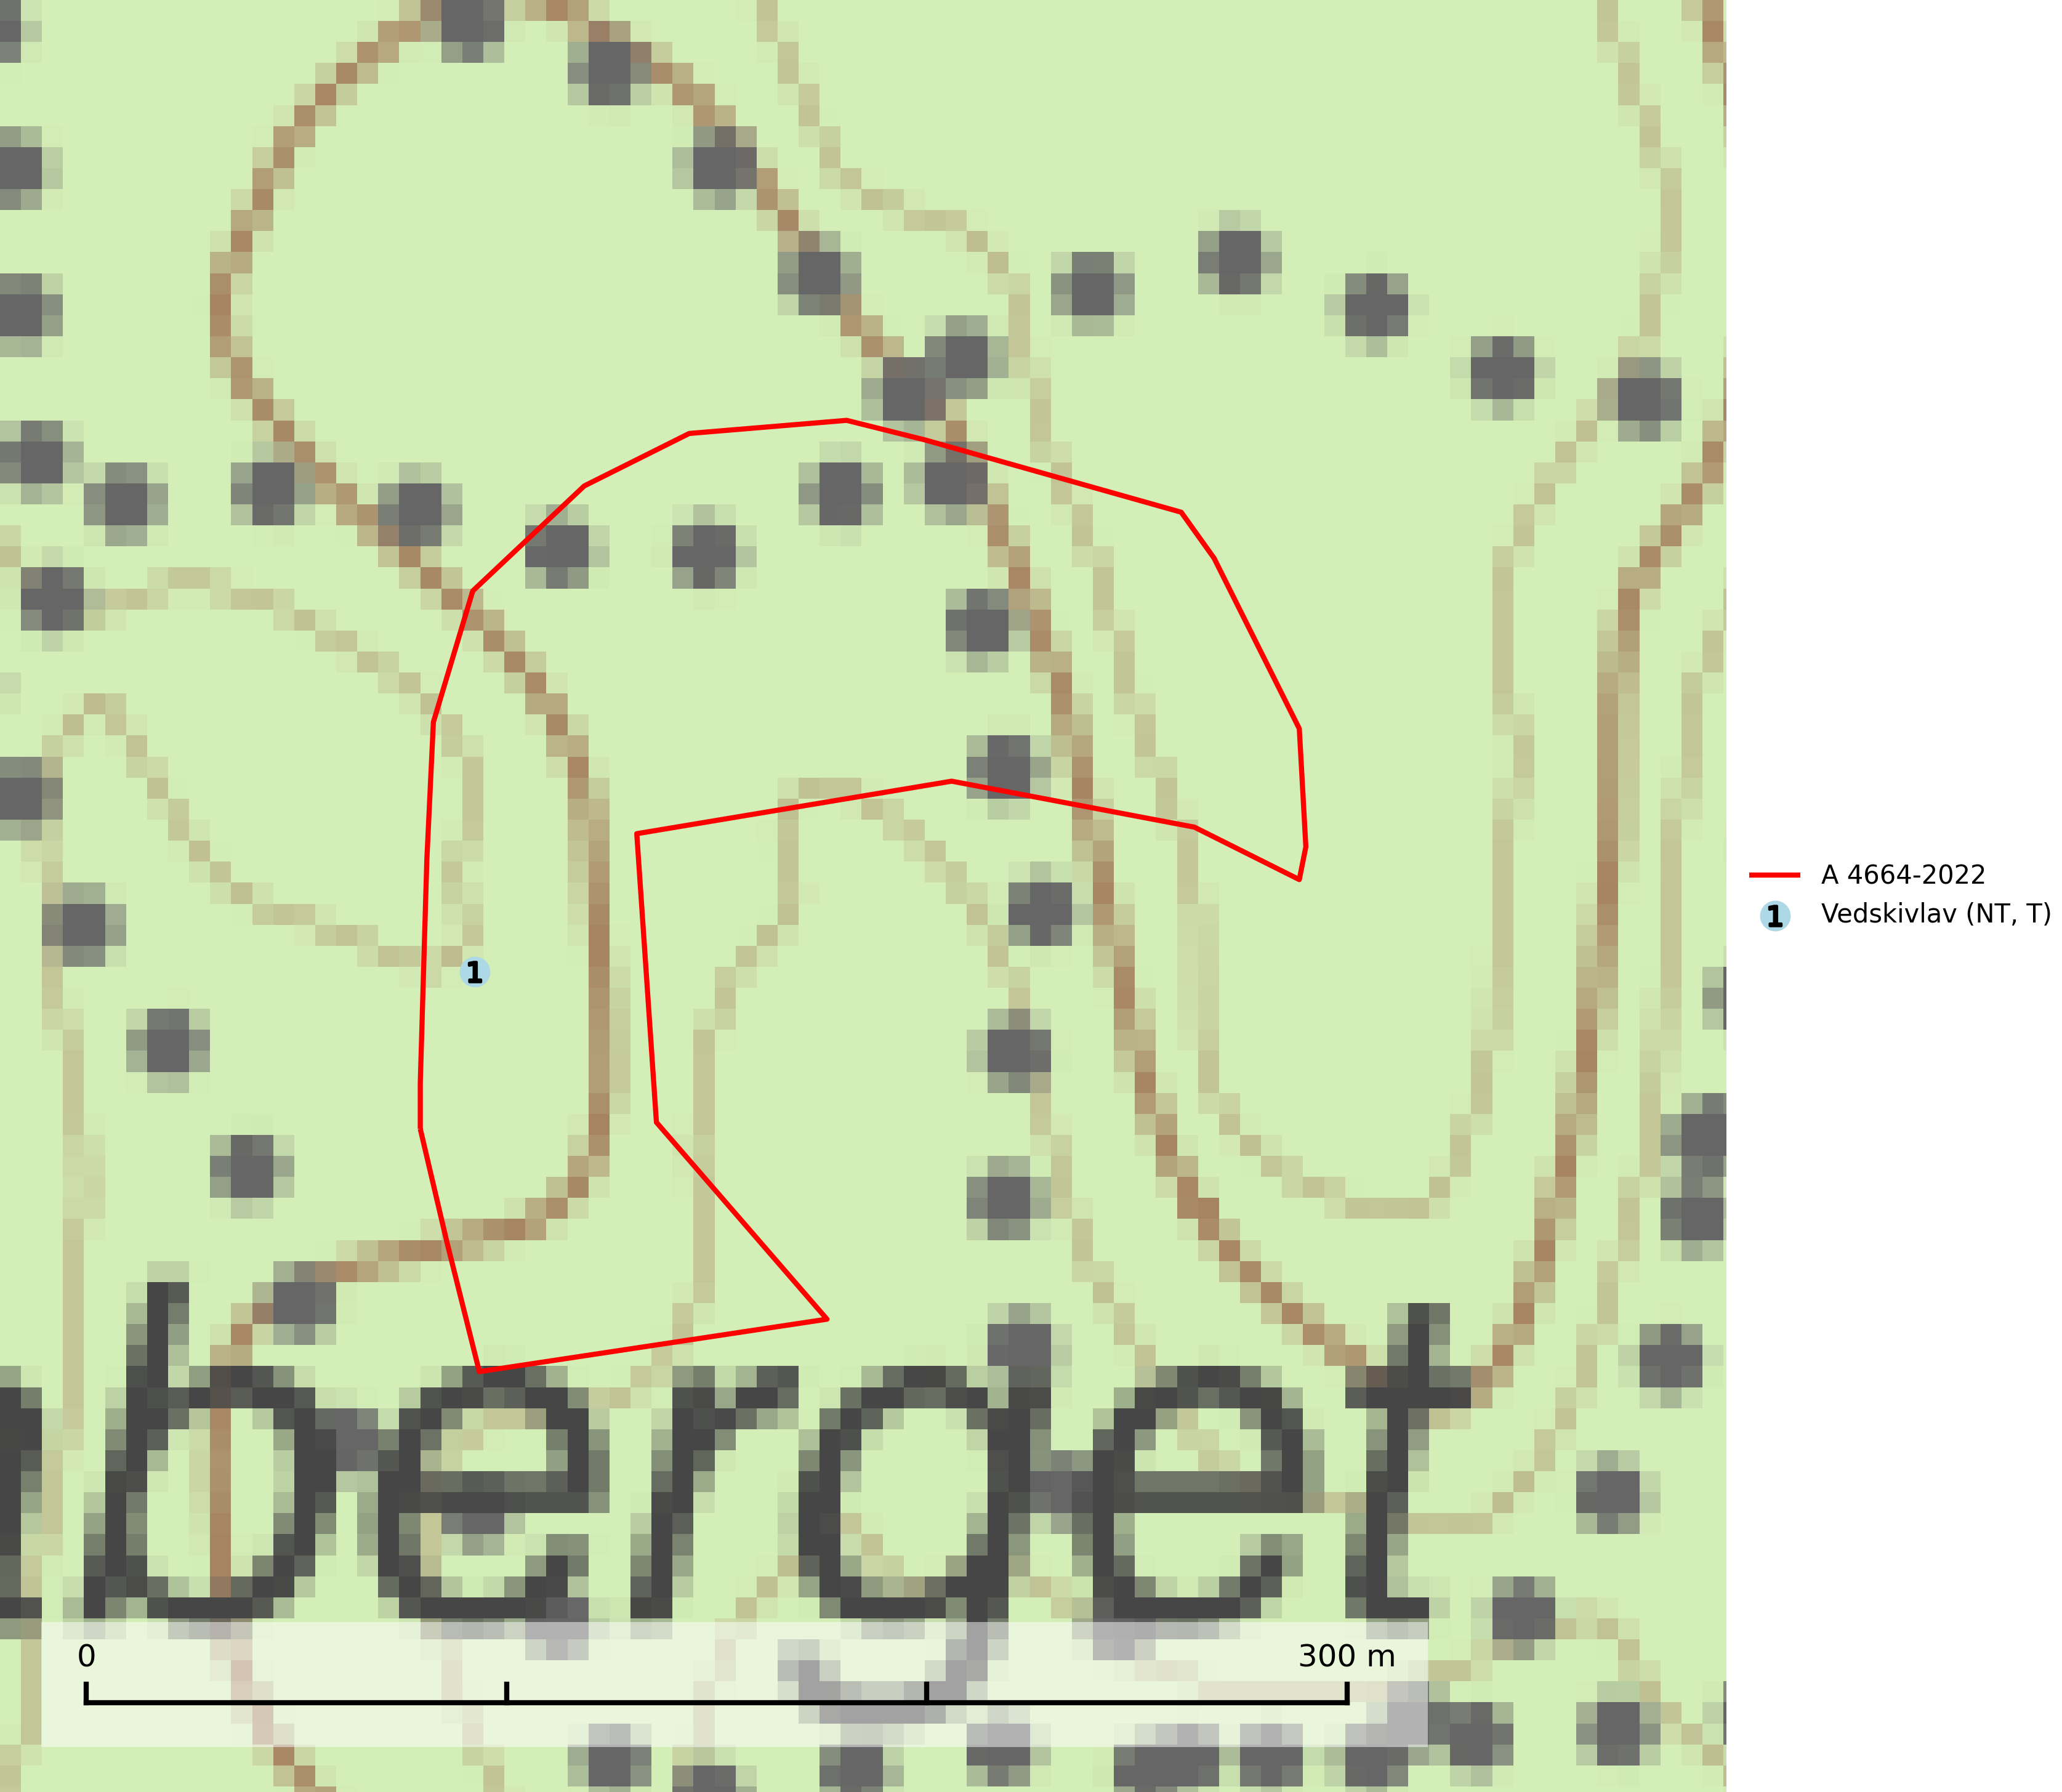 A 4664-2022
1 Vedskivlav (NT, T)
1
berget
0 300 m